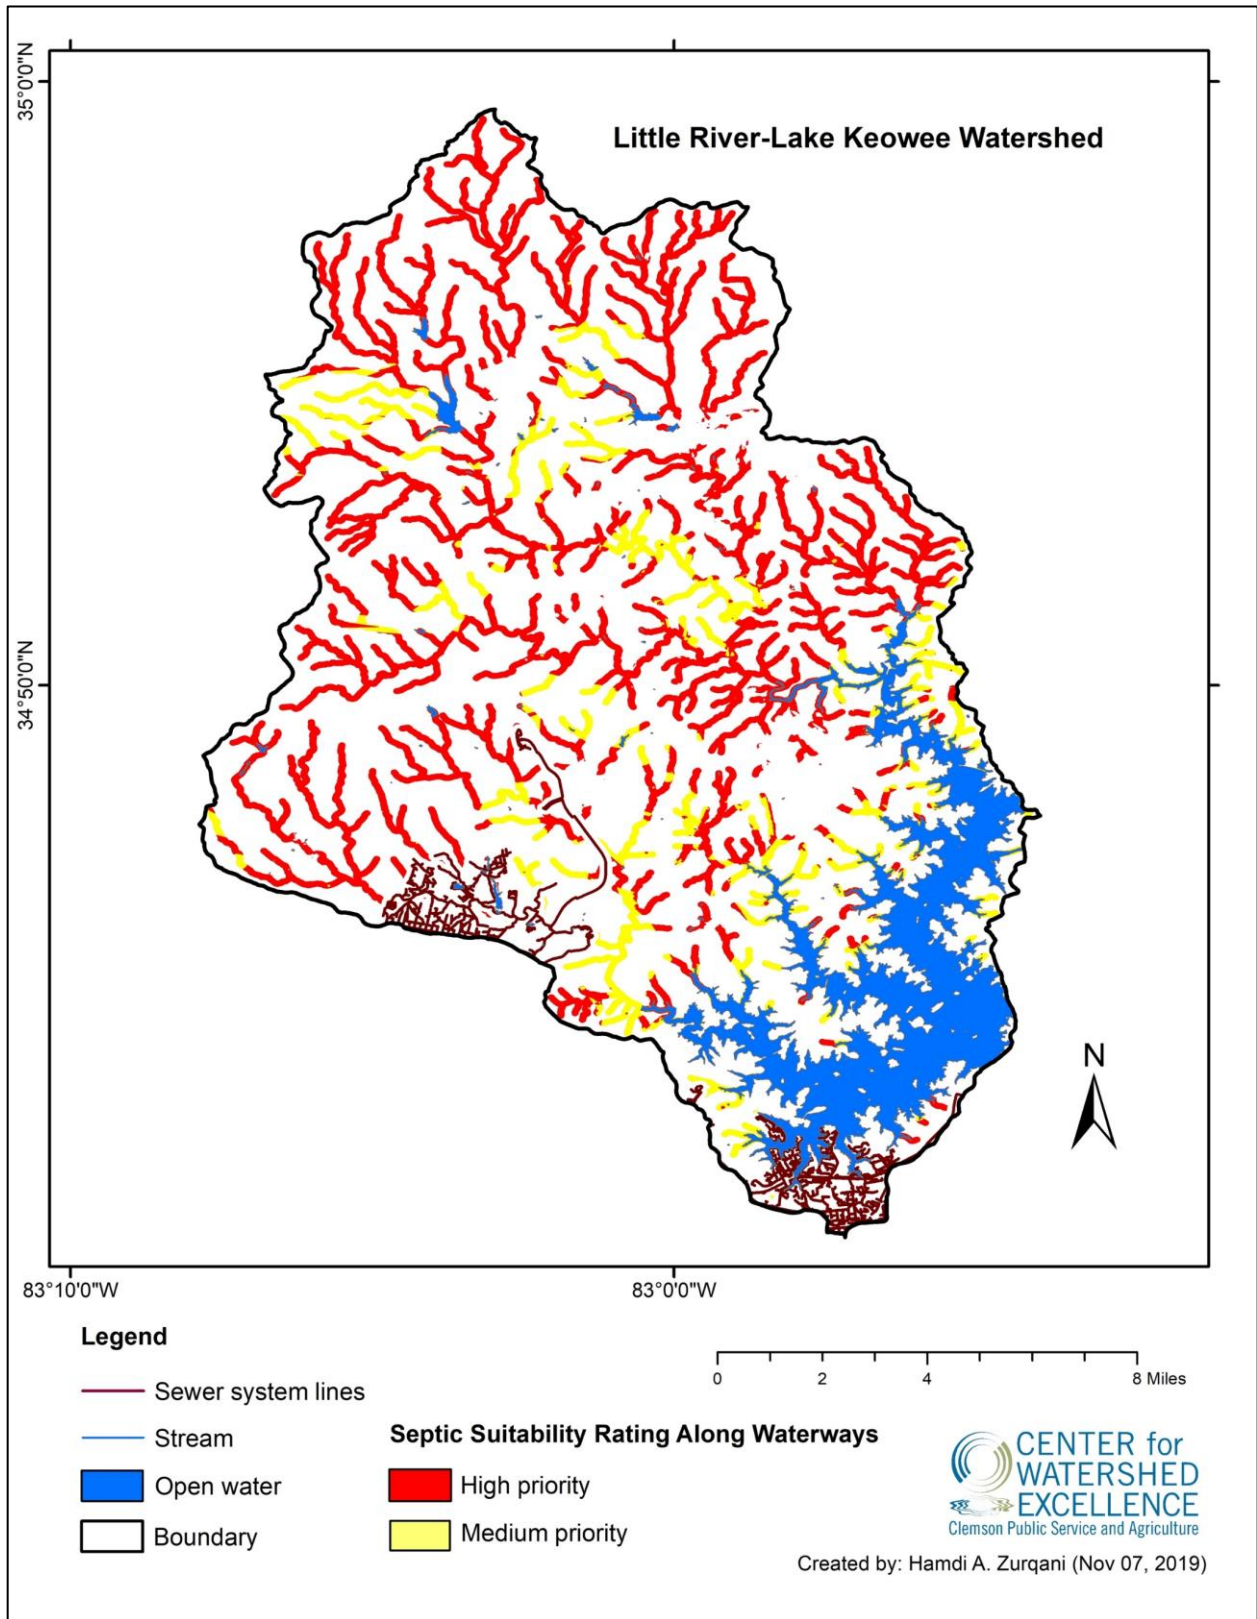 35°0'0"N
Little River-Lake Keowee Watershed
34°50'0"N
N
83°10'0"W
83°0'0"W
Legend
Sewer system lines
Stream
Open water
Boundary
Septic Suitability Rating Along Waterways
High priority
Medium priority
0 2 4 8 Miles
CENTER for
WATERSHED
EXCELLENCE
Clemson Public Service and Agriculture
Created by: Hamdi A. Zurqani (Nov 07, 2019)